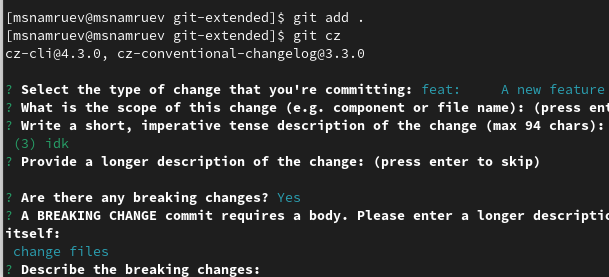 [msnamruev@msnamruev git-extended]$ git add .
[msnamruev@msnamruev git-extended]$ git cz
cz-cli@4.3.0, cz-conventional-changelog@3.3.0
? Select the type of change that you're committing: feat:     A new feature
? What is the scope of this change (e.g. component or file name): (press ent
? Write a short, imperative tense description of the change (max 94 chars):
(3) idk
? Provide a longer description of the change: (press enter to skip)
? Are there any breaking changes? Yes
? A BREAKING CHANGE commit requires a body. Please enter a longer descriptio
itself:
change files
? Describe the breaking changes: